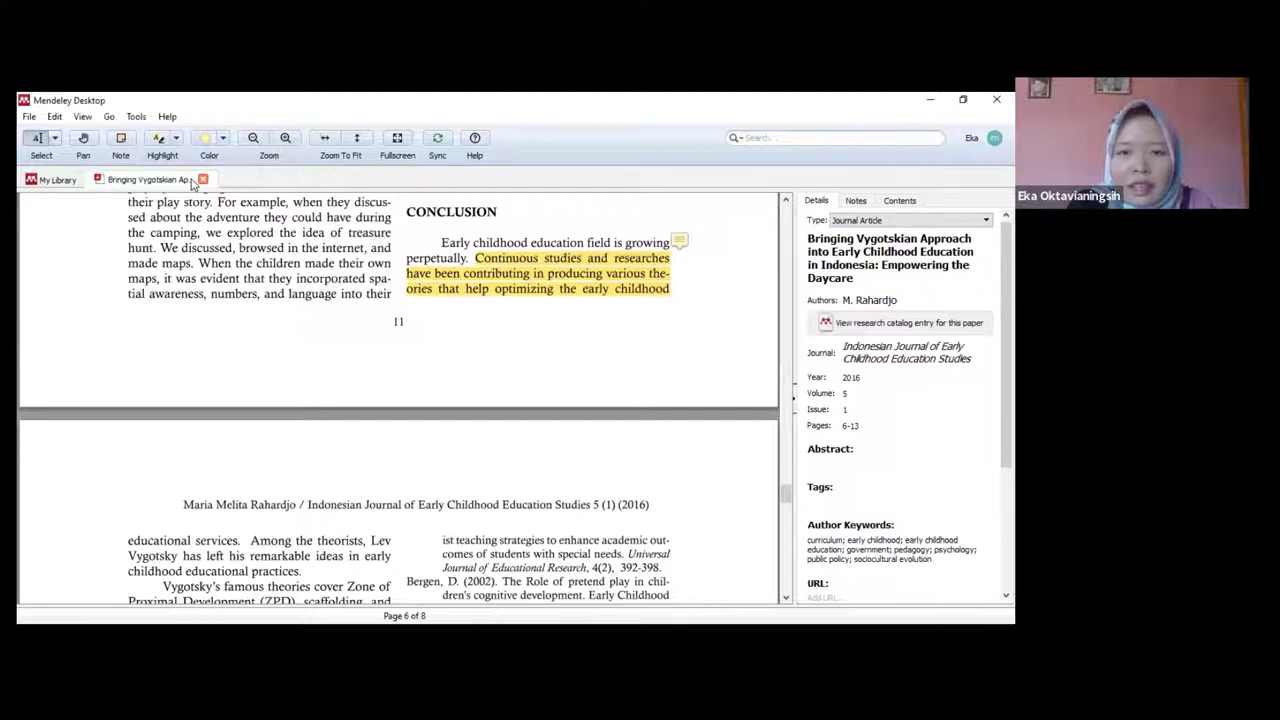 Mendeley Desktop
File Edit View Go Tools Help
Select Pan Note Highlight Color Zoom Zoom To Fit Fullscreen Sync Help
Search...
Eka
My Library
Bringing Vygotskian Ap...
their play story. For example, when they discus-
sed about the adventure they could have during
the camping, we explored the idea of treasure
hunt. We discussed, browsed in the internet, and
made maps. When the children made their own
maps, it was evident that they incorporated spa-
tial awareness, numbers, and language into their
CONCLUSION
Early childhood education field is growing
perpetually. Continuous studies and researches
have been contributing in producing various the-
ories that help optimizing the early childhood
11
Maria Melita Rahardjo / Indonesian Journal of Early Childhood Education Studies 5 (1) (2016)
educational services. Among the theorists, Lev
Vygotsky has left his remarkable ideas in early
childhood educational practices.
Vygotsky's famous theories cover Zone of
Proximal Development (ZPD), scaffolding, and
ist teaching strategies to enhance academic out-
comes of students with special needs. Universal
Journal of Educational Research, 4(2), 392-398.
Bergen, D. (2002). The Role of pretend play in chil-
dren's cognitive development. Early Childhood
Page 6 of 8
Details Notes Contents
Type: Journal Article
Bringing Vygotskian Approach
into Early Childhood Education
in Indonesia: Empowering the
Daycare
Authors: M. Rahardjo
View research catalog entry for this paper
Journal: Indonesian Journal of Early
Childhood Education Studies
Year: 2016
Volume: 5
Issue: 1
Pages: 6-13
Abstract:
Tags:
Author Keywords:
curriculum; early childhood; early childhood
education; government; pedagogy; psychology;
public policy; sociocultural evolution
URL:
Add URL...
Eka Oktavianingsih